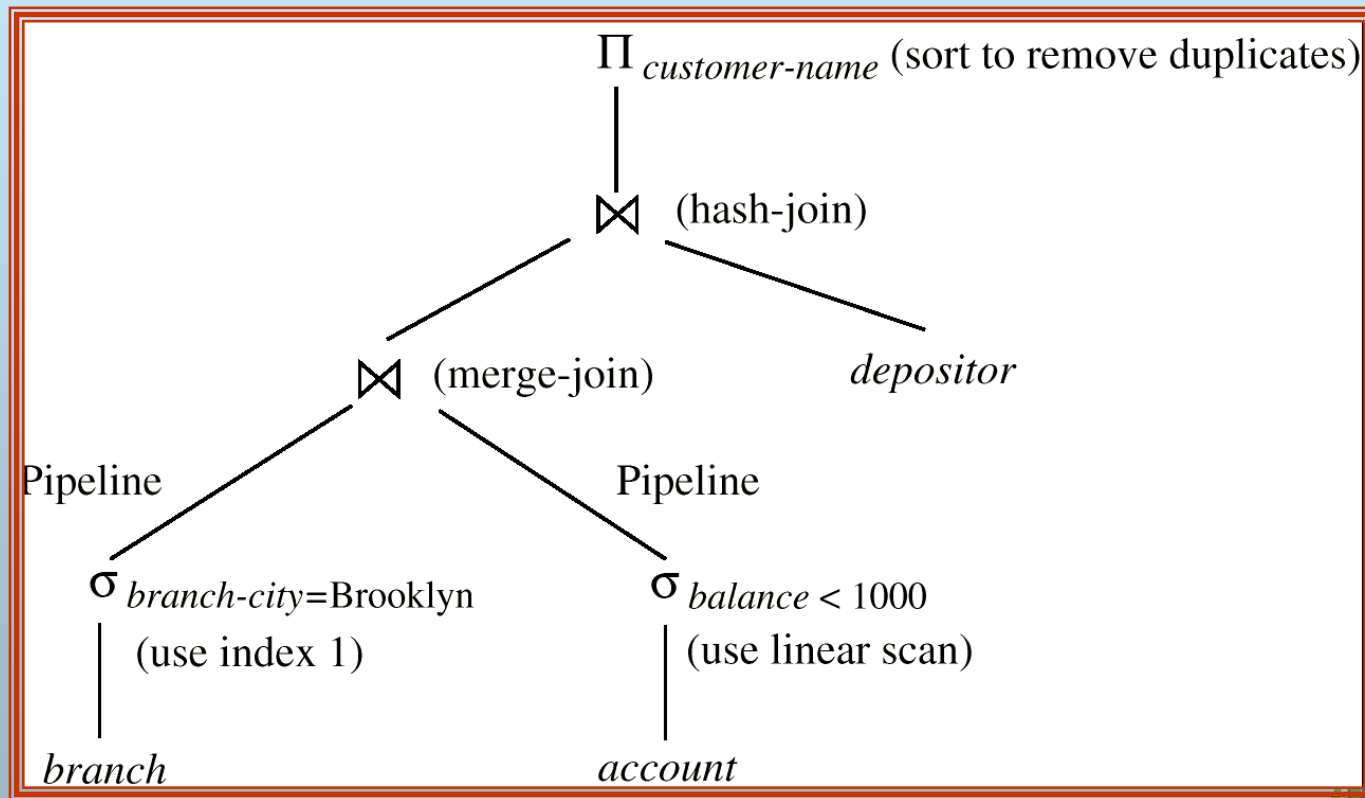 Π customer-name (sort to remove duplicates)
⋈ (hash-join)
⋈ (merge-join)
depositor
Pipeline Pipeline
σ branch-city=Brooklyn σ balance < 1000
(use index 1) (use linear scan)
branch account